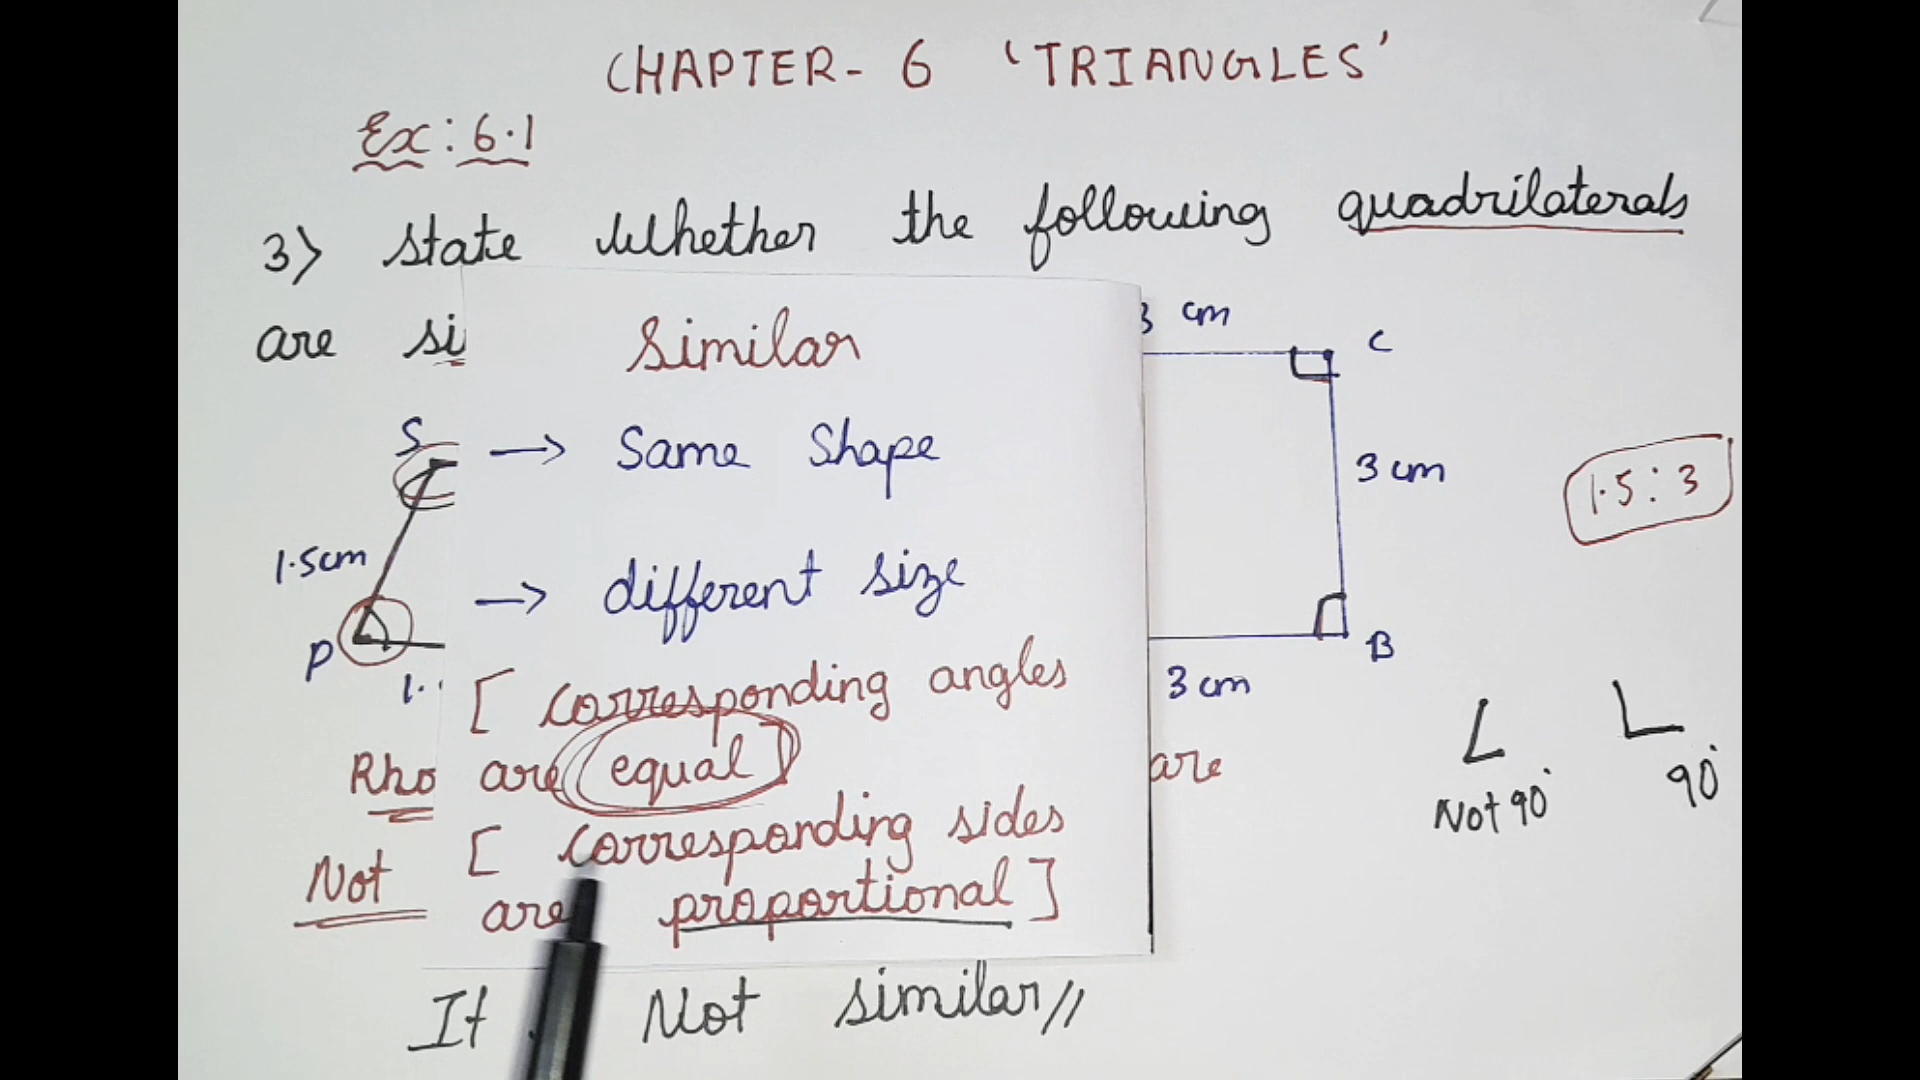 CHAPTER- 6 'TRIANGLES'
Ex: 6.1
3) state whether the following quadrilaterals
are si
Similar
3 cm
C
S
→ Same Shape
3 cm
1.5 : 3
1.5cm
→ different size
P
1.
3 cm
B
[ corresponding angles
are equal]
Rho
are
Not 90°
90°
[ corresponding sides
are proportional]
Not
It Not similar//